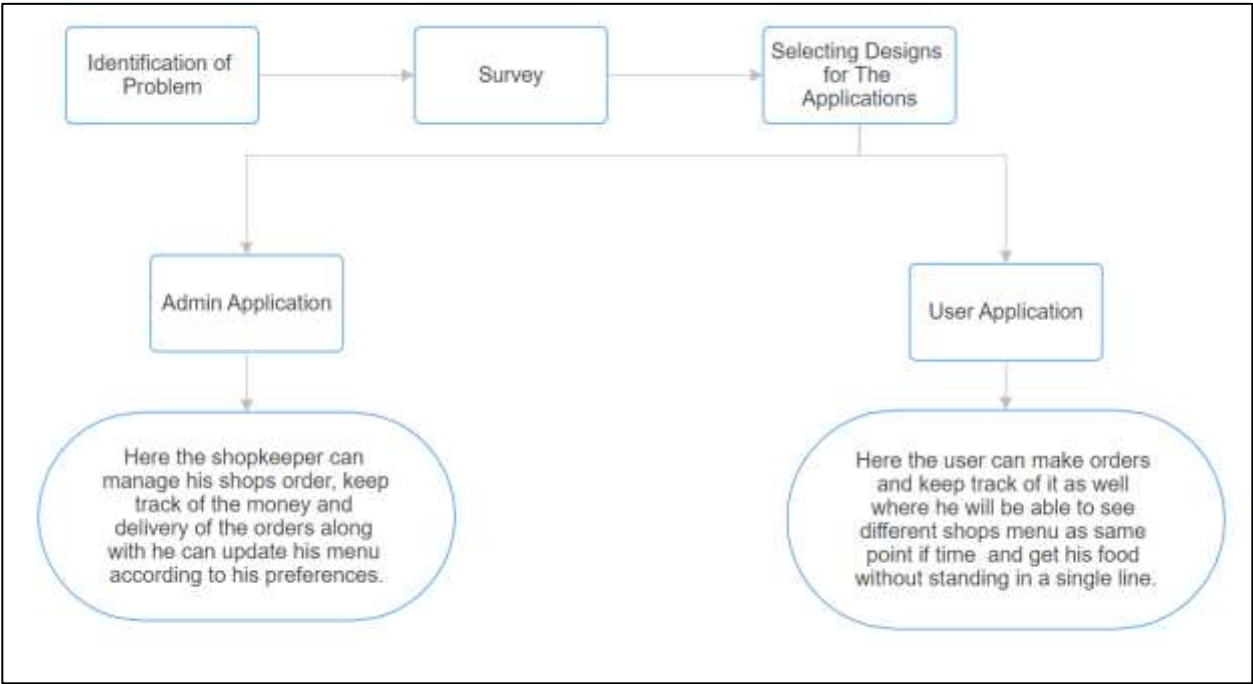 Identification of
Problem
Survey
Selecting Designs
for The
Applications
Admin Application
User Application
Here the shopkeeper can
manage his shops order, keep
track of the money and
delivery of the orders along
with he can update his menu
according to his preferences.
Here the user can make orders
and keep track of it as well
where he will be able to see
different shops menu as same
point if time and get his food
without standing in a single line.